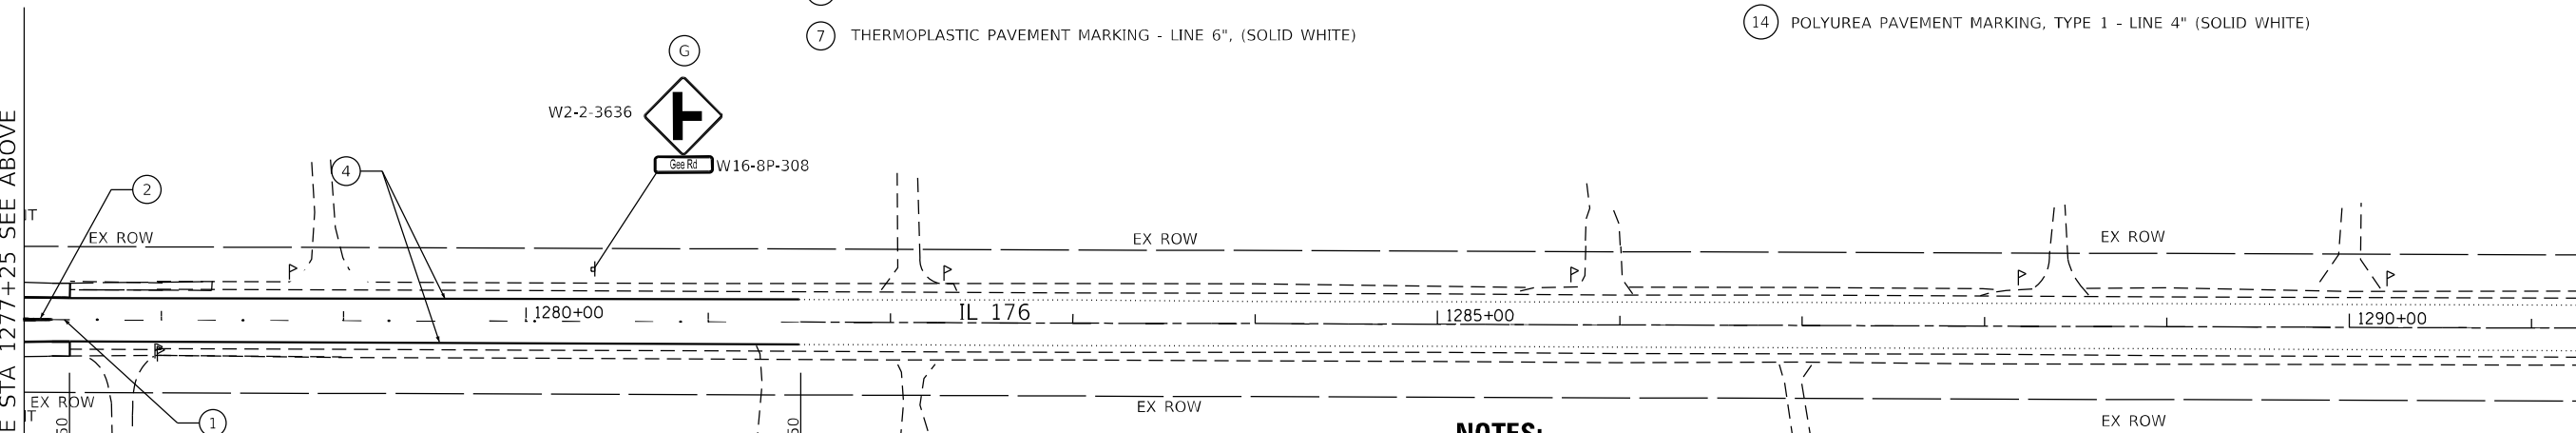 7 THERMOPLASTIC PAVEMENT MARKING - LINE 6", (SOLID WHITE)
14 POLYUREA PAVEMENT MARKING, TYPE 1 - LINE 4" (SOLID WHITE)
G
W2-2-3636
Gee Rd
W16-8P-308
2
4
STA 1277+25 SEE ABOVE
EX ROW
EX ROW
EX ROW
1280+00
IL 176
1285+00
1290+00
EX ROW
EX ROW
EX ROW
1
NOTES: